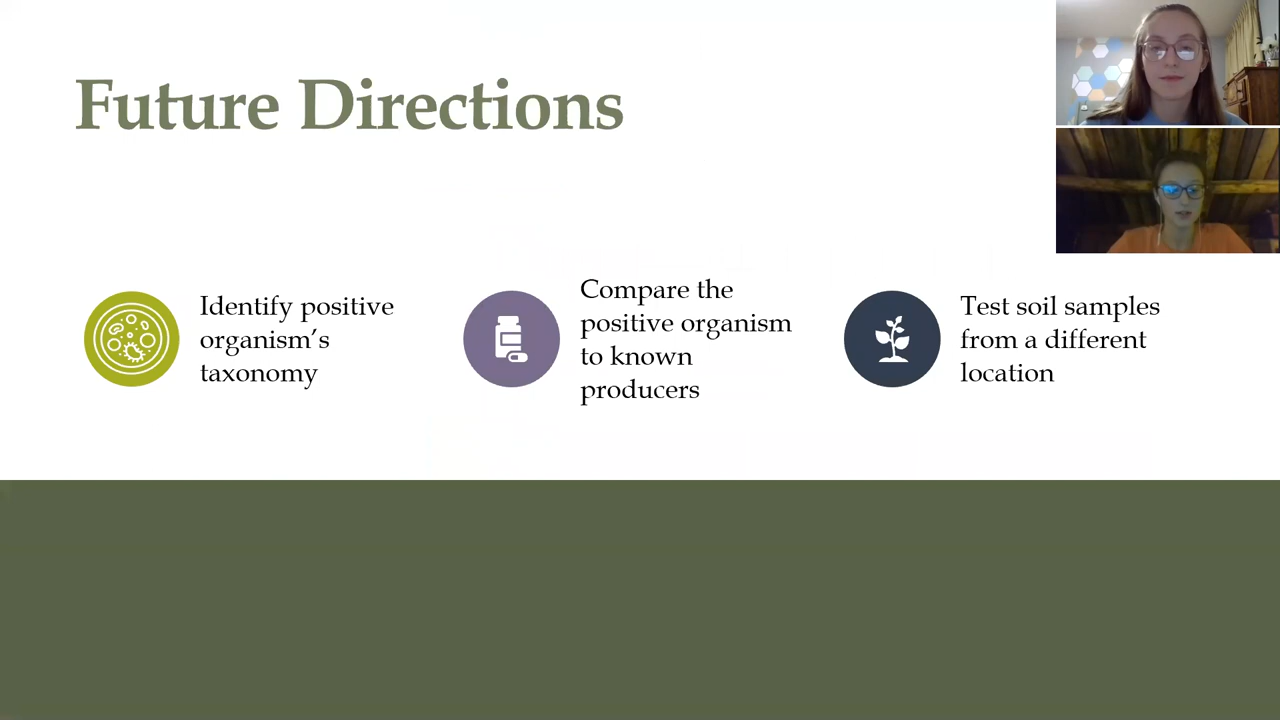 Future Directions
Identify positive
organism's
taxonomy
Compare the
positive organism
to known
producers
Test soil samples
from a different
location